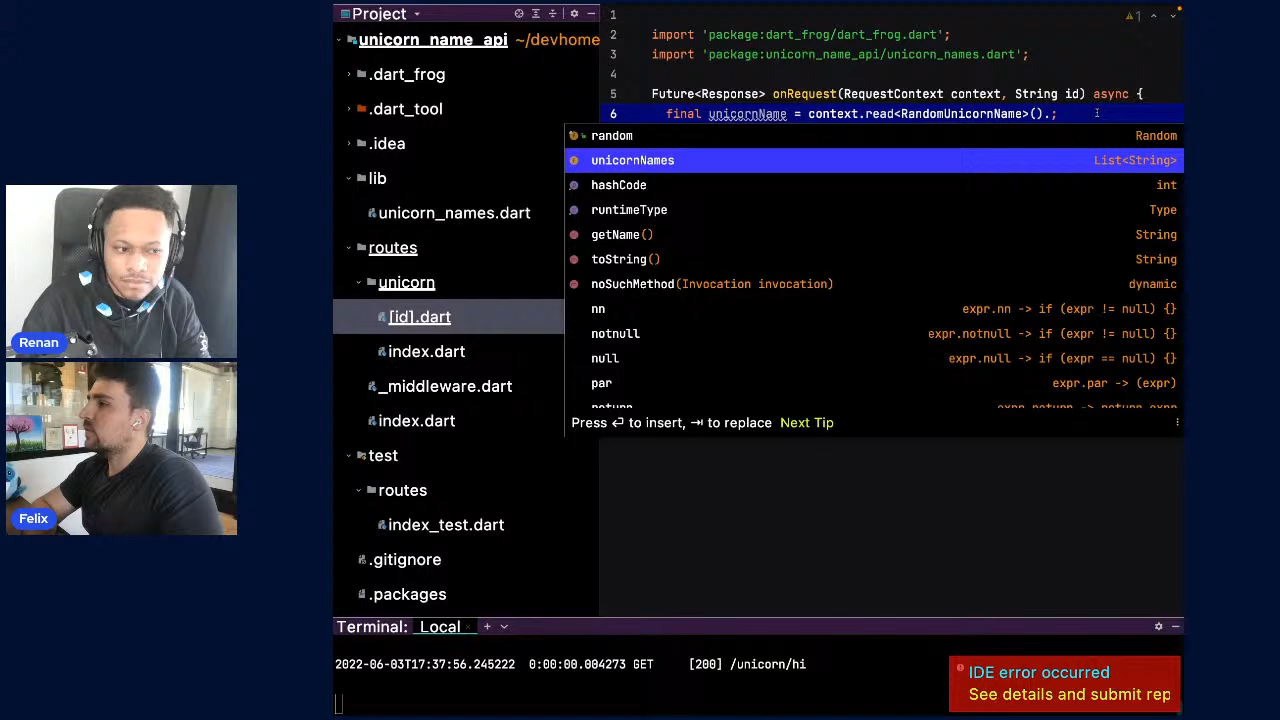 Project
unicorn_name_api ~/devhome
.dart_frog
.dart_tool
.idea
lib
unicorn_names.dart
routes
unicorn
[id].dart
index.dart
_middleware.dart
index.dart
test
routes
index_test.dart
.gitignore
.packages
1
2 import 'package:dart_frog/dart_frog.dart';
3 import 'package:unicorn_name_api/unicorn_names.dart';
4
5 Future<Response> onRequest(RequestContext context, String id) async {
6 final unicornName = context.read<RandomUnicornName>().;
1
random Random
unicornNames List<String>
hashCode int
runtimeType Type
getName() String
toString() String
noSuchMethod(Invocation invocation) dynamic
nn expr.nn -> if (expr != null) {}
notnull expr.notnull -> if (expr != null) {}
null expr.null -> if (expr == null) {}
par expr.par -> (expr)
return expr.return -> return expr
Press ↵ to insert, ⇥ to replace Next Tip
Renan
Felix
Terminal: Local × +
2022-06-03T17:37:56.245222 0:00:00.004273 GET [200] /unicorn/hi
IDE error occurred
See details and submit rep